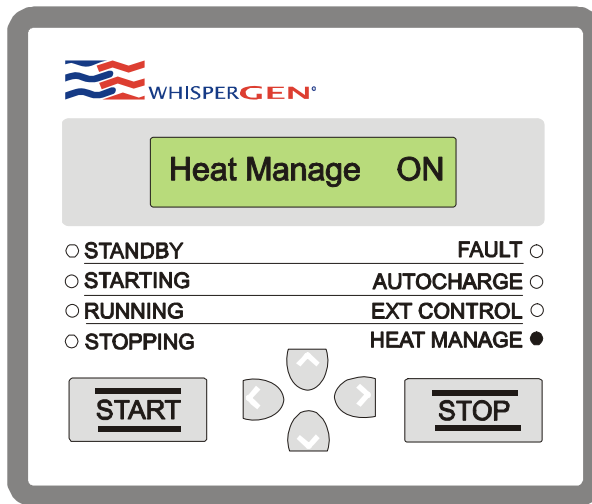 WHISPERGEN®
Heat Manage ON
STANDBY
FAULT
STARTING
AUTOCHARGE
RUNNING
EXT CONTROL
STOPPING
HEAT MANAGE
START
STOP